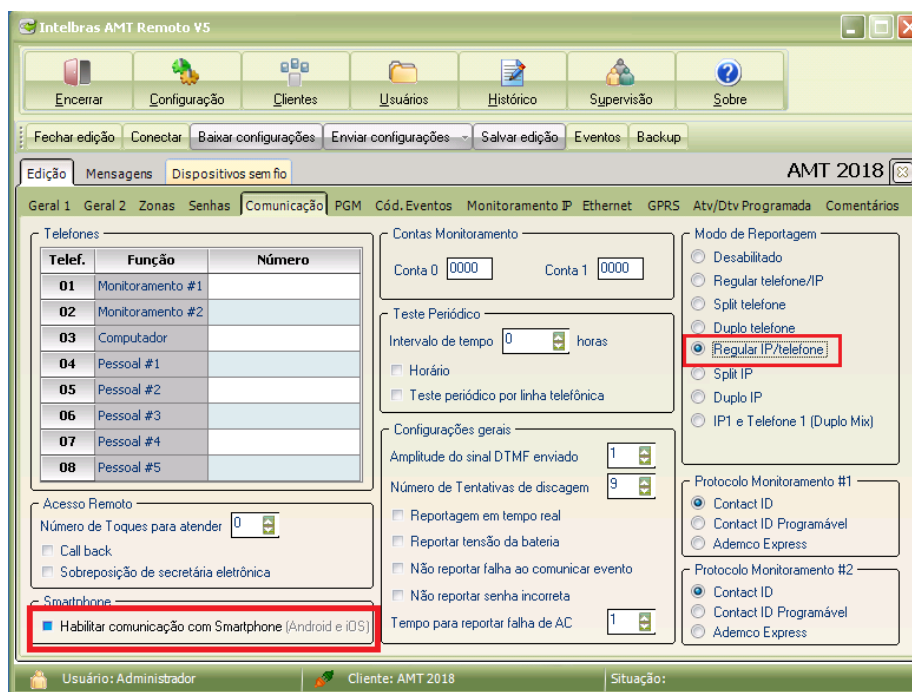 Intelbras AMT Remoto V5
Encerrar Configuração Clientes Usuários Histórico Supervisão Sobre
Fechar edição Conectar Baixar configurações Enviar configurações Salvar edição Eventos Backup
Edição Mensagens Dispositivos sem fio AMT 2018
Geral 1 Geral 2 Zonas Senhas Comunicação PGM Cód. Eventos Monitoramento IP Ethernet GPRS Atv/Dtv Programada Comentários
Telefones
Telef. Função Número
01 Monitoramento #1
02 Monitoramento #2
03 Computador
04 Pessoal #1
05 Pessoal #2
06 Pessoal #3
07 Pessoal #4
08 Pessoal #5
Acesso Remoto
Número de Toques para atender 0
Call back
Sobreposição de secretária eletrônica
Smartphone
Habilitar comunicação com Smartphone (Android e iOS)
Contas Monitoramento
Conta 0 0000 Conta 1 0000
Teste Periódico
Intervalo de tempo 0 horas
Horário
Teste periódico por linha telefônica
Configurações gerais
Amplitude do sinal DTMF enviado 1
Número de Tentativas de discagem 9
Reportagem em tempo real
Reportar tensão da bateria
Não reportar falha ao comunicar evento
Não reportar senha incorreta
Tempo para reportar falha de AC 1
Modo de Reportagem
Desabilitado
Regular telefone/IP
Split telefone
Duplo telefone
Regular IP/telefone
Split IP
Duplo IP
IP1 e Telefone 1 (Duplo Mix)
Protocolo Monitoramento #1
Contact ID
Contact ID Programável
Ademco Express
Protocolo Monitoramento #2
Contact ID
Contact ID Programável
Ademco Express
Usuário: Administrador Cliente: AMT 2018 Situação: